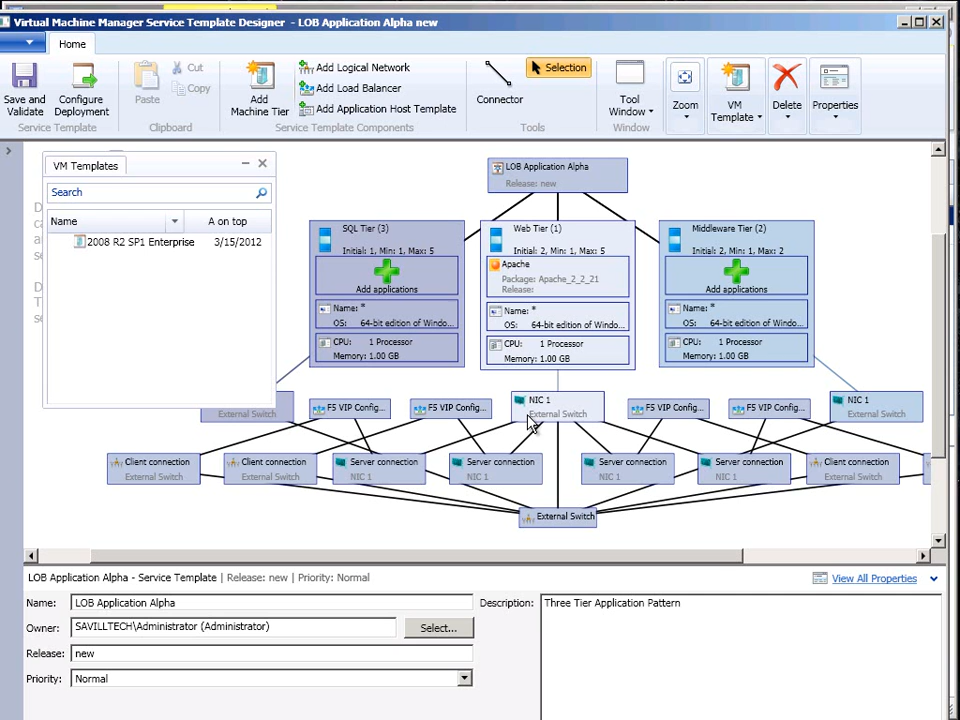 Virtual Machine Manager Service Template Designer - LOB Application Alpha new
Home
Save and Validate
Configure Deployment
Service Template
Paste
Cut
Copy
Clipboard
Add Machine Tier
Add Logical Network
Add Load Balancer
Add Application Host Template
Service Template Components
Connector
Selection
Tools
Tool Window
Window
Zoom
VM Template
Delete
Properties
VM Templates
Search
Name
A on top
2008 R2 SP1 Enterprise
3/15/2012
LOB Application Alpha
Release: new
SQL Tier (3)
Initial: 1, Min: 1, Max: 5
Add applications
Name: *
OS: 64-bit edition of Windo...
CPU: 1 Processor
Memory: 1.00 GB
Web Tier (1)
Initial: 2, Min: 1, Max: 5
Apache
Package: Apache_2_2_21
Release:
Name: *
OS: 64-bit edition of Windo...
CPU: 1 Processor
Memory: 1.00 GB
Middleware Tier (2)
Initial: 1, Min: 1, Max: 2
Add applications
Name: *
OS: 64-bit edition of Windo...
CPU: 1 Processor
Memory: 1.00 GB
External Switch
F5 VIP Config...
F5 VIP Config...
NIC 1
External Switch
F5 VIP Config...
F5 VIP Config...
NIC 1
External Switch
Client connection
External Switch
Client connection
External Switch
Server connection
NIC 1
Server connection
NIC 1
Server connection
NIC 1
Server connection
NIC 1
Client connection
External Switch
External Switch
LOB Application Alpha - Service Template | Release: new | Priority: Normal
View All Properties
Name: LOB Application Alpha
Owner: SAVILLTECH\Administrator (Administrator)
Select...
Release: new
Priority: Normal
Description: Three Tier Application Pattern